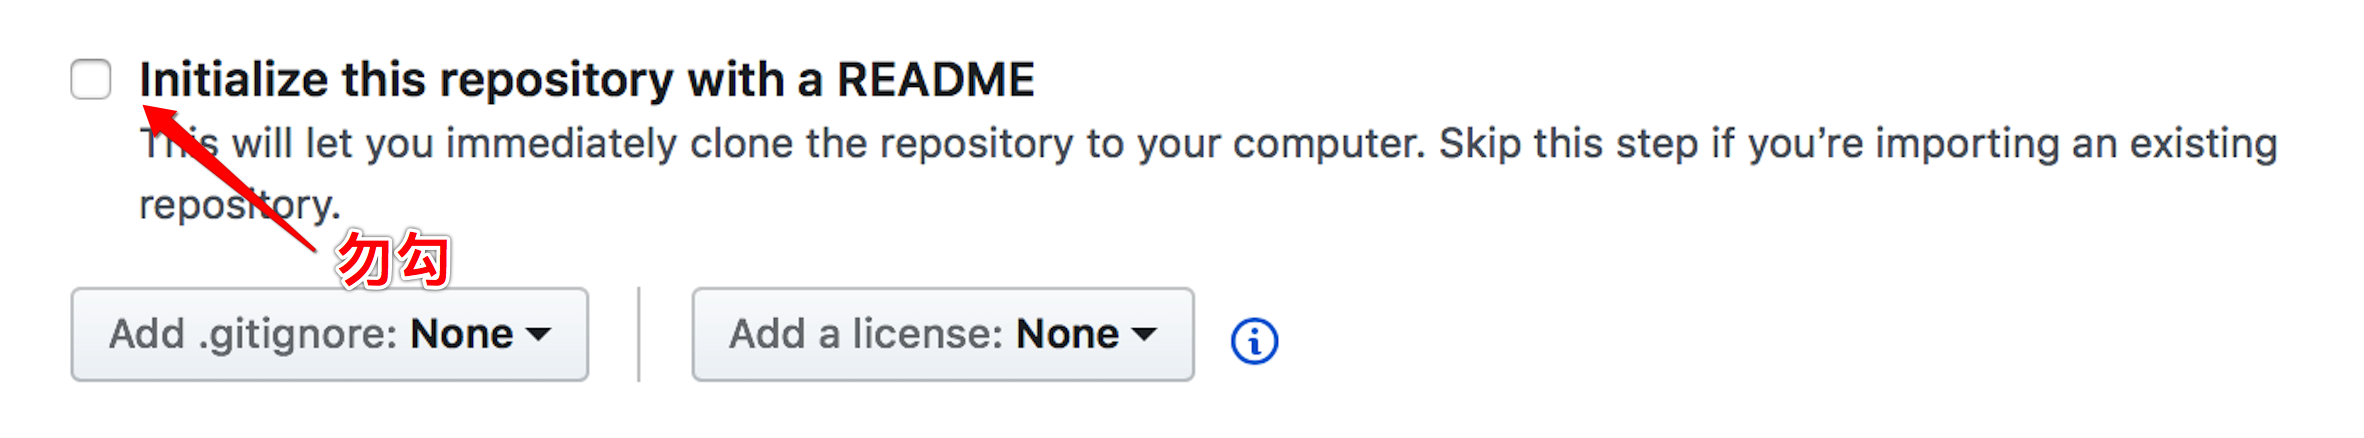 Initialize this repository with a README
This will let you immediately clone the repository to your computer. Skip this step if you’re importing an existing
repository.
勿勾
Add .gitignore: None
Add a license: None